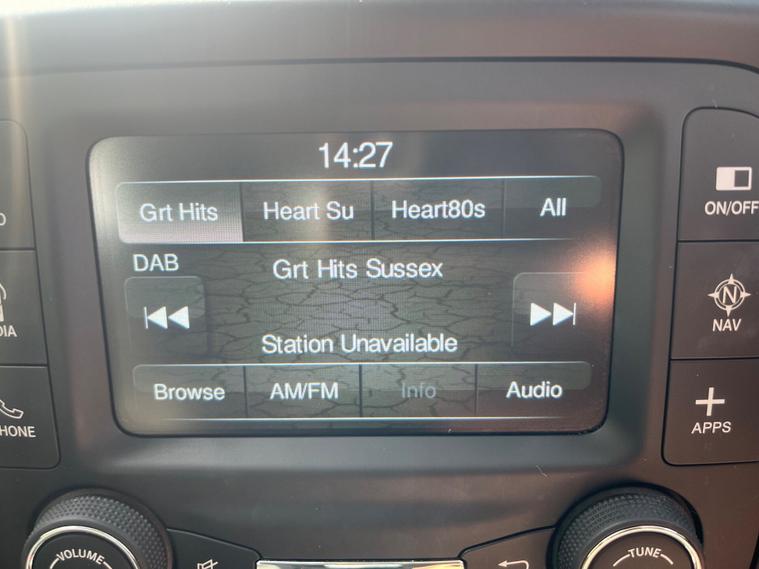 14:27
Grt Hits Heart Su Heart80s All
DAB
Grt Hits Sussex
Station Unavailable
Browse AM/FM Info Audio
ON/OFF
NAV
APPS
VOLUME
TUNE